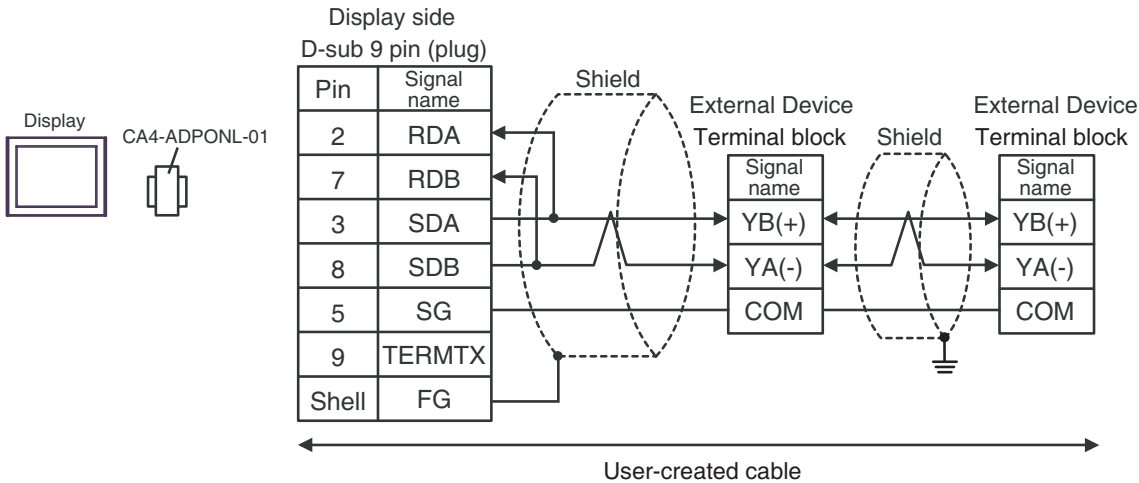 Display side
D-sub 9 pin (plug)
Display
CA4-ADPONL-01
Pin
Signal
name
2
RDA
7
RDB
3
SDA
8
SDB
5
SG
9
TERMTX
Shell
FG
Shield
External Device
Terminal block
Signal
name
YB(+)
YA(-)
COM
Shield
External Device
Terminal block
Signal
name
YB(+)
YA(-)
COM
User-created cable